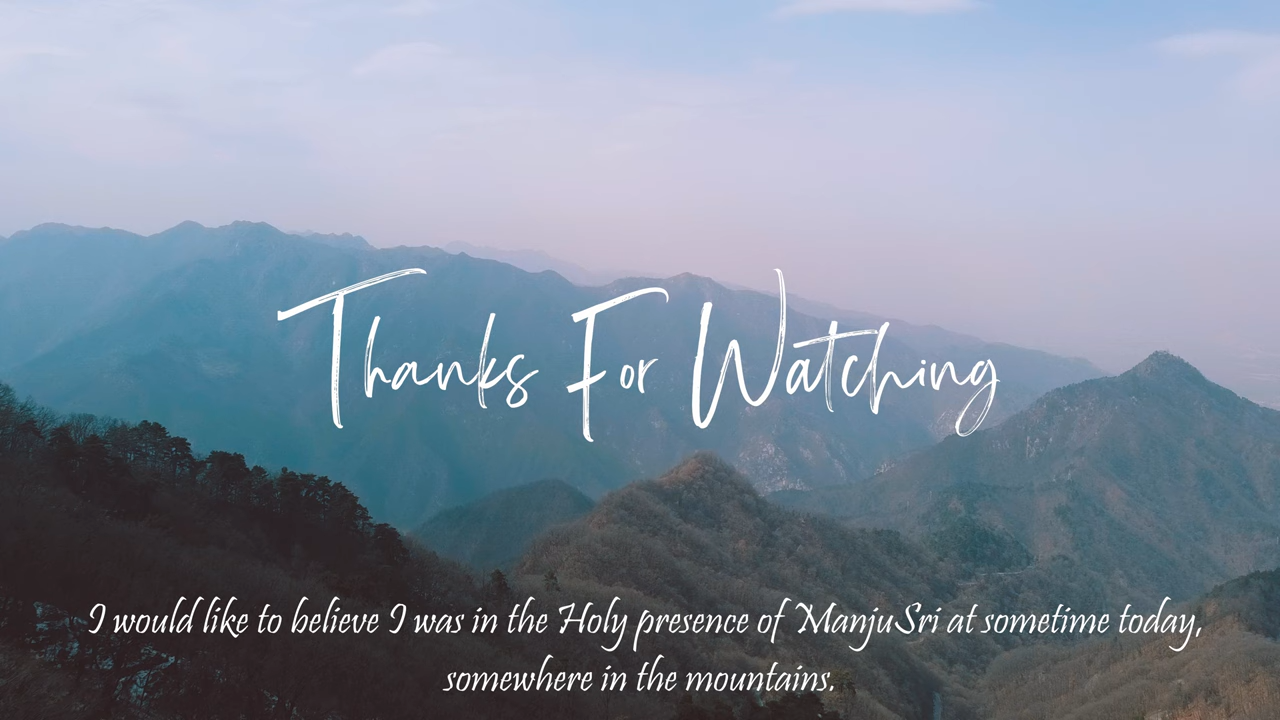 Thanks For Watching
I would like to believe I was in the Holy presence of ManjuSri at sometime today,
somewhere in the mountains.